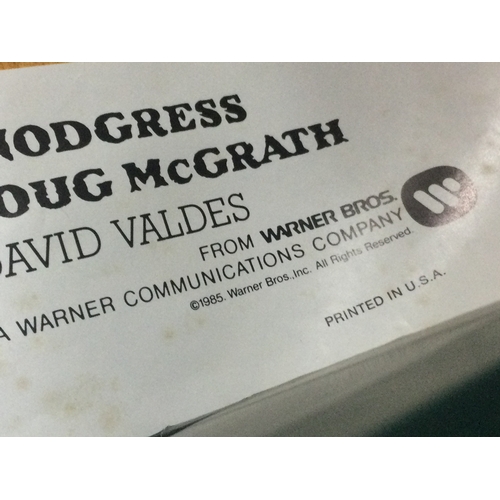 NODGRESS
OUG McGRATH
DAVID VALDES
FROM WARNER BROS.
A WARNER COMMUNICATIONS COMPANY
©1985. Warner Bros., Inc. All Rights Reserved.
PRINTED IN U.S.A.